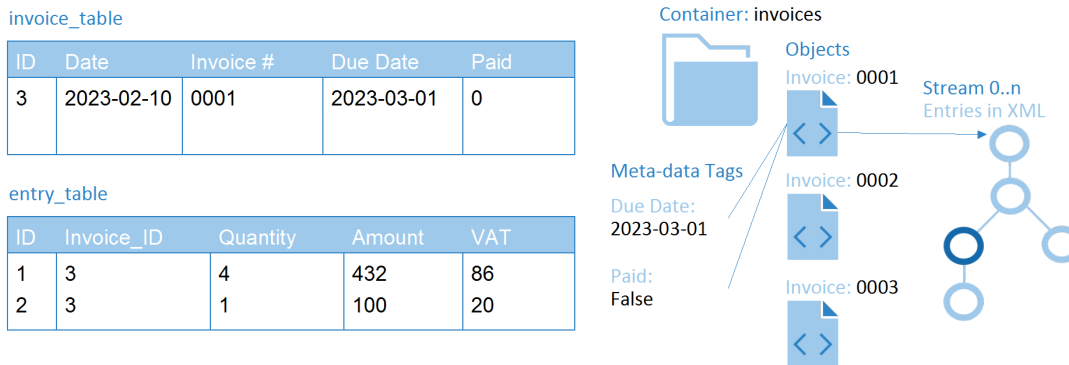 invoice_table
ID Date Invoice # Due Date Paid
3 2023-02-10 0001 2023-03-01 0
entry_table
ID Invoice_ID Quantity Amount VAT
1 3 4 432 86
2 3 1 100 20
Container: invoices
Objects
Invoice: 0001
Stream 0..n
Entries in XML
Meta-data Tags
Due Date:
2023-03-01
Paid:
False
Invoice: 0002
Invoice: 0003